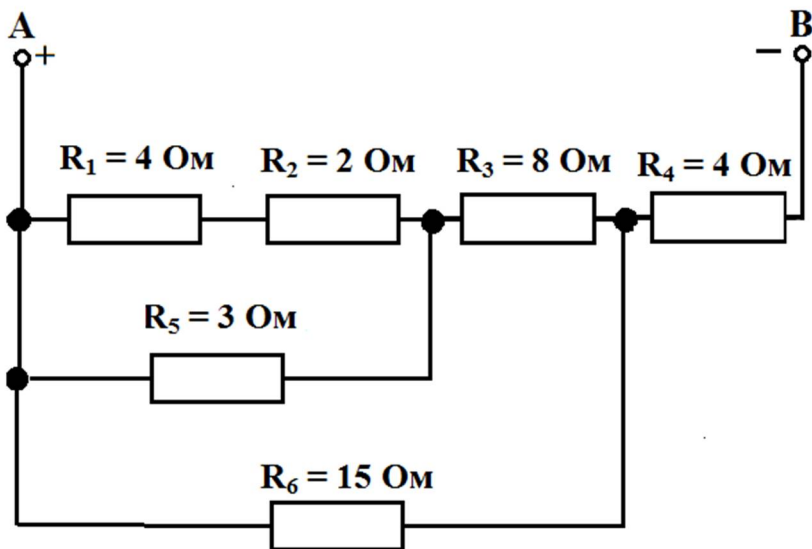 A
B
+
−
R₁ = 4 Ом
R₂ = 2 Ом
R₃ = 8 Ом
R₄ = 4 Ом
R₅ = 3 Ом
R₆ = 15 Ом